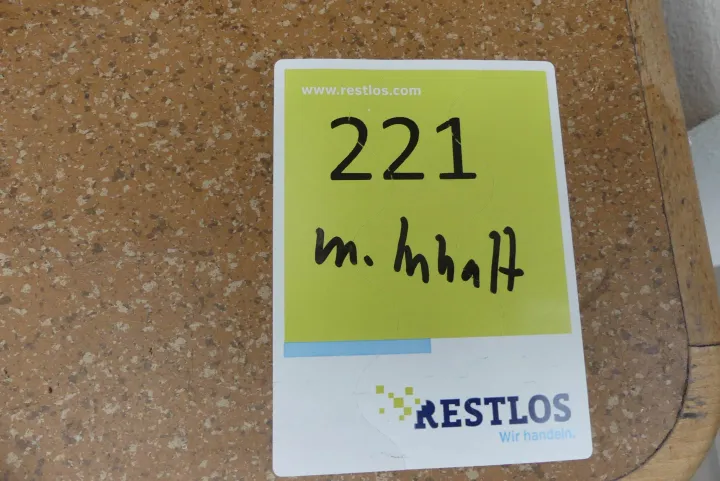 www.restlos.com
221
m. Inhalt
RESTLOS
Wir handeln.